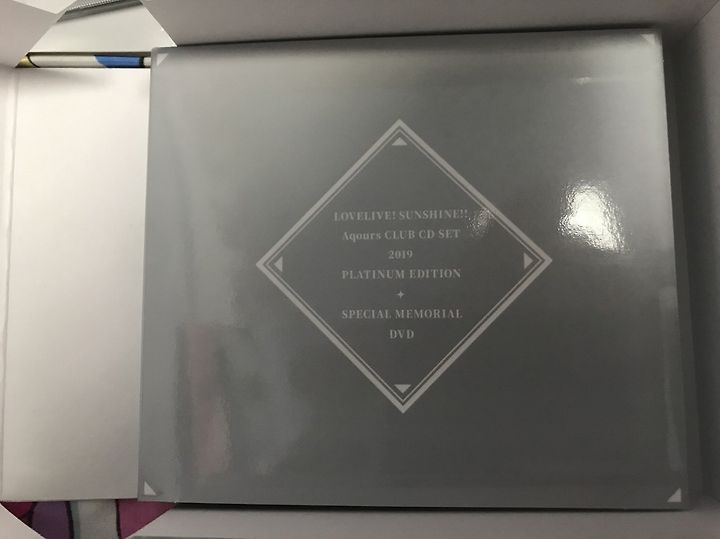 LOVELIVE! SUNSHINE!!
Aqours CLUB CD SET
2019
PLATINUM EDITION
SPECIAL MEMORIAL
DVD